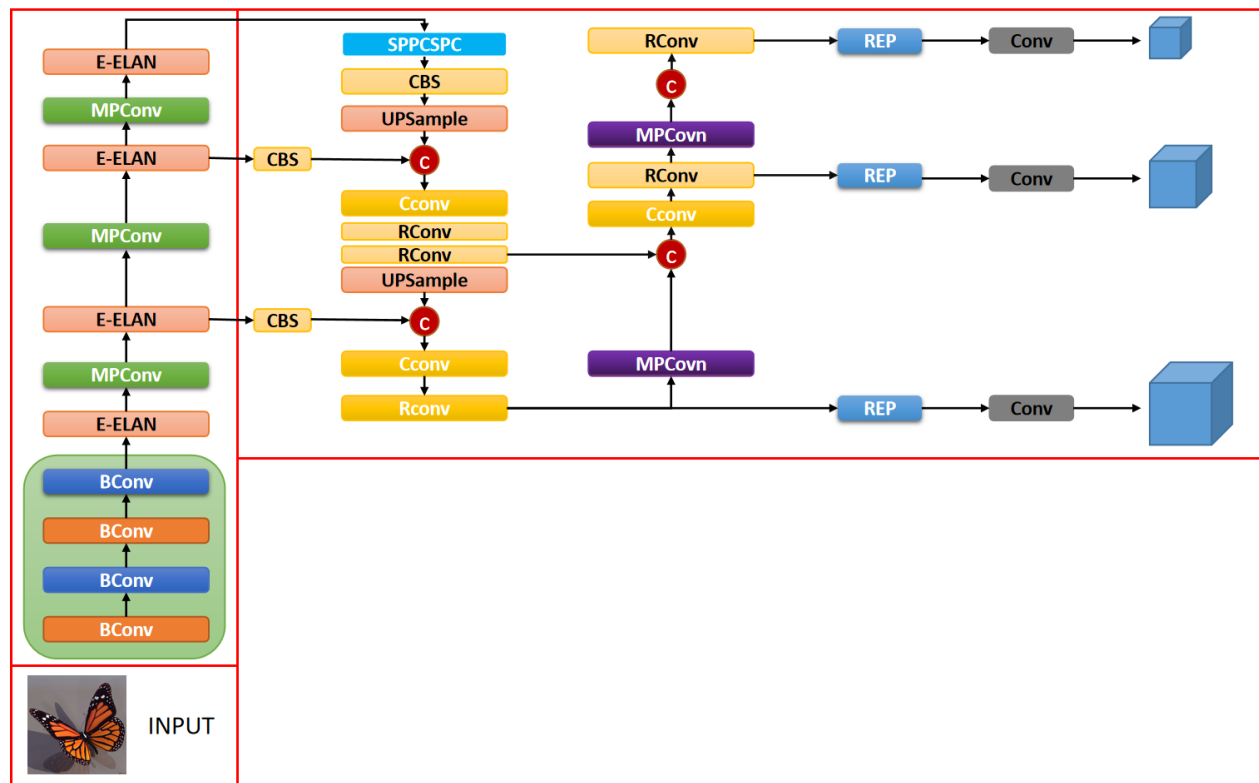 E-ELAN
MPConv
E-ELAN
MPConv
E-ELAN
MPConv
E-ELAN
BConv
BConv
BConv
BConv
INPUT
CBS
CBS
SPPCSPC
CBS
UPSample
C
Cconv
RConv
RConv
UPSample
C
Cconv
Rconv
RConv
C
MPCovn
RConv
Cconv
C
MPCovn
REP
Conv
REP
Conv
REP
Conv